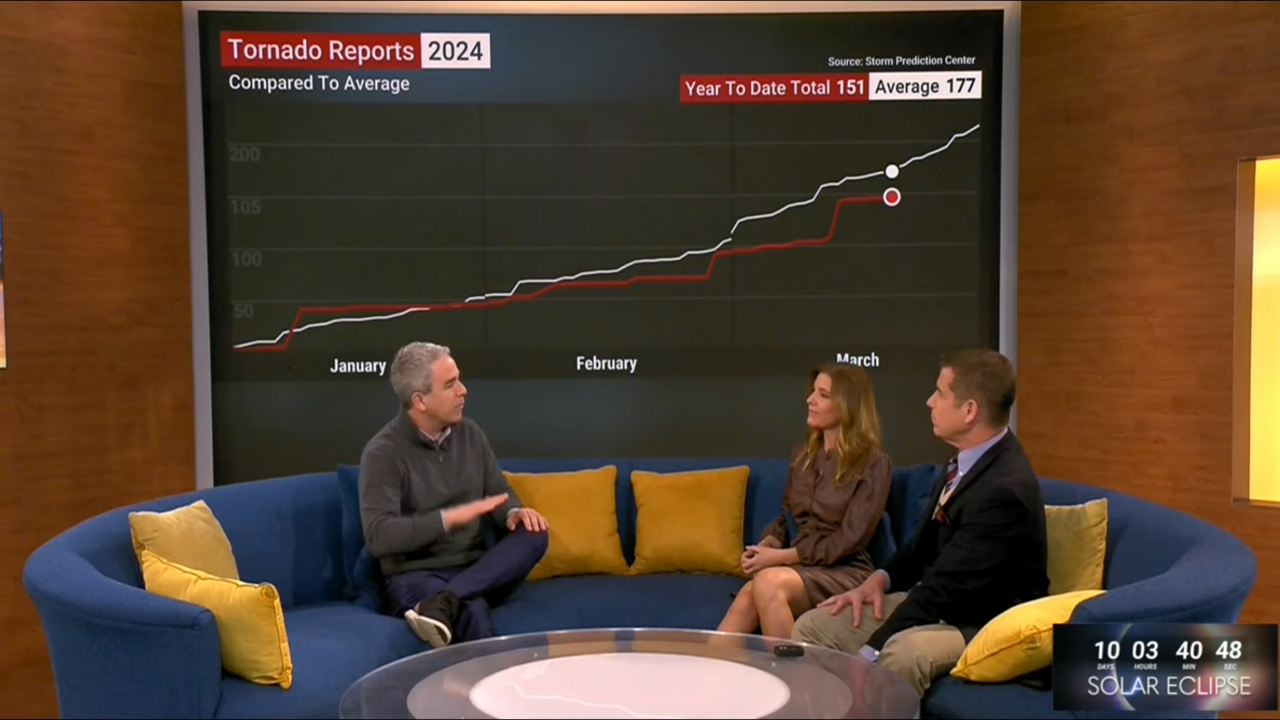 Tornado Reports 2024
Compared To Average
Source: Storm Prediction Center
Year To Date Total 151 Average 177
200
105
100
50
January
February
March
10 03 40 48
DAYS HOURS MIN SEC
SOLAR ECLIPSE